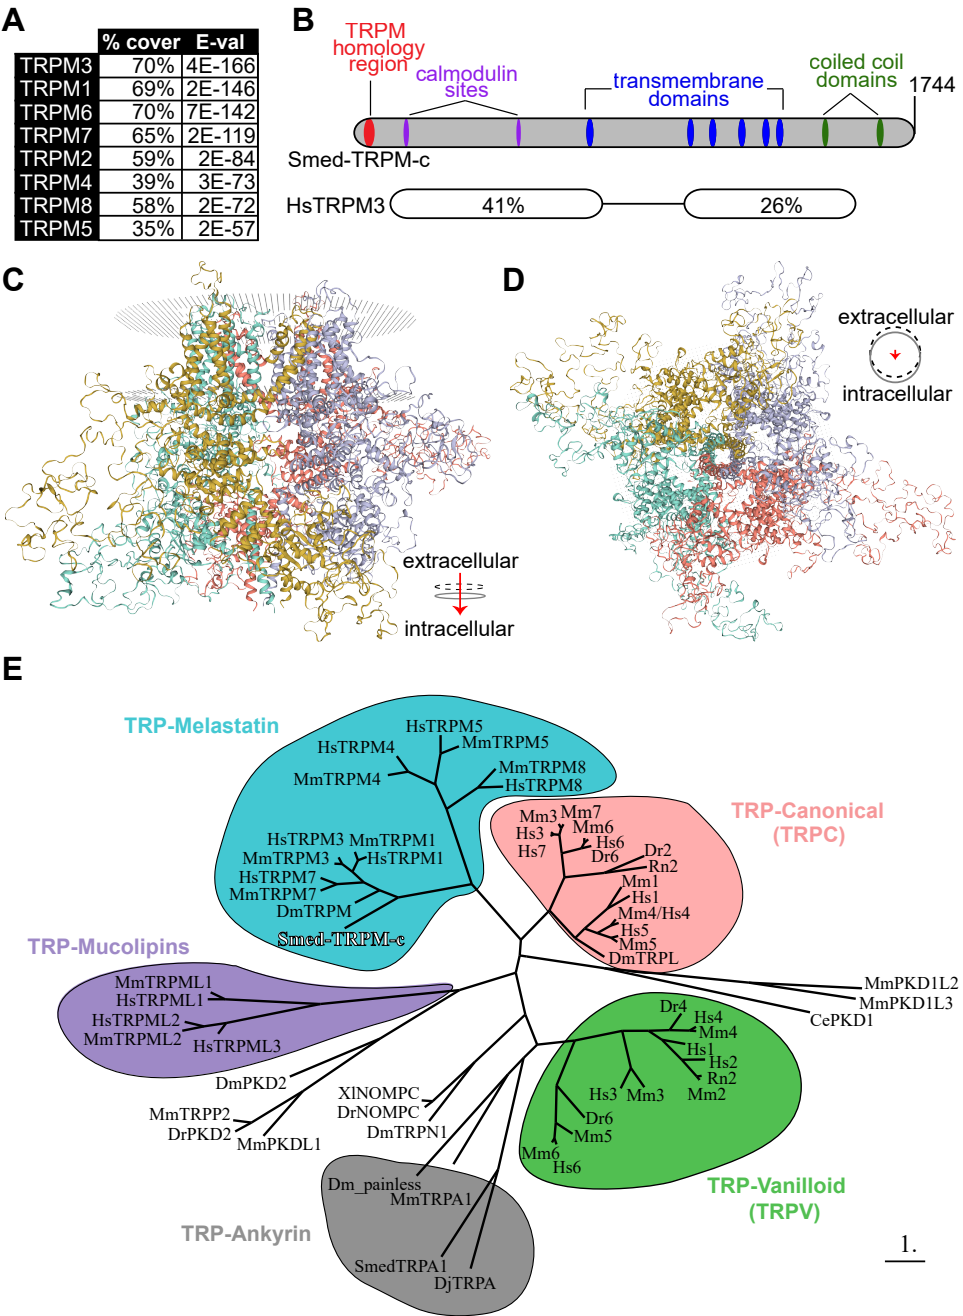 A
% cover E-val
TRPM3 70% 4E-166
TRPM1 69% 2E-146
TRPM6 70% 7E-142
TRPM7 65% 2E-119
TRPM2 59% 2E-84
TRPM4 39% 3E-73
TRPM8 58% 2E-72
TRPM5 35% 2E-57
B
TRPM
homology
region
calmodulin
sites
transmembrane
domains
coiled coil
domains
1744
Smed-TRPM-c
HsTRPM3
41%
26%
C
extracellular
intracellular
D
extracellular
intracellular
E
TRP-Melastatin
HsTRPM5
MmTRPM5
HsTRPM4
MmTRPM4
MmTRPM8
HsTRPM8
HsTRPM3
MmTRPM1
MmTRPM3
HsTRPM1
HsTRPM7
MmTRPM7
DmTRPM
Smed-TRPM-c
TRP-Canonical
(TRPC)
Mm3
Mm7
Hs3
Mm6
Hs7
Hs6
Dr6
Dr2
Rn2
Mm1
Hs1
Mm4/Hs4
Hs5
Mm5
DmTRPL
TRP-Mucolipins
MmTRPML1
HsTRPML1
HsTRPML2
MmTRPML2
HsTRPML3
MmPKD1L2
MmPKD1L3
CePKD1
DmPKD2
MmTRPP2
DrPKD2
MmPKDL1
XlNOMPC
DrNOMPC
DmTRPN1
Dr4
Hs4
Mm4
Hs1
Hs2
Rn2
Mm2
Hs3
Mm3
Dr6
Mm5
Mm6
Hs6
TRP-Vanilloid
(TRPV)
Dm_painless
MmTRPA1
TRP-Ankyrin
SmedTRPA1
DjTRPA
1.